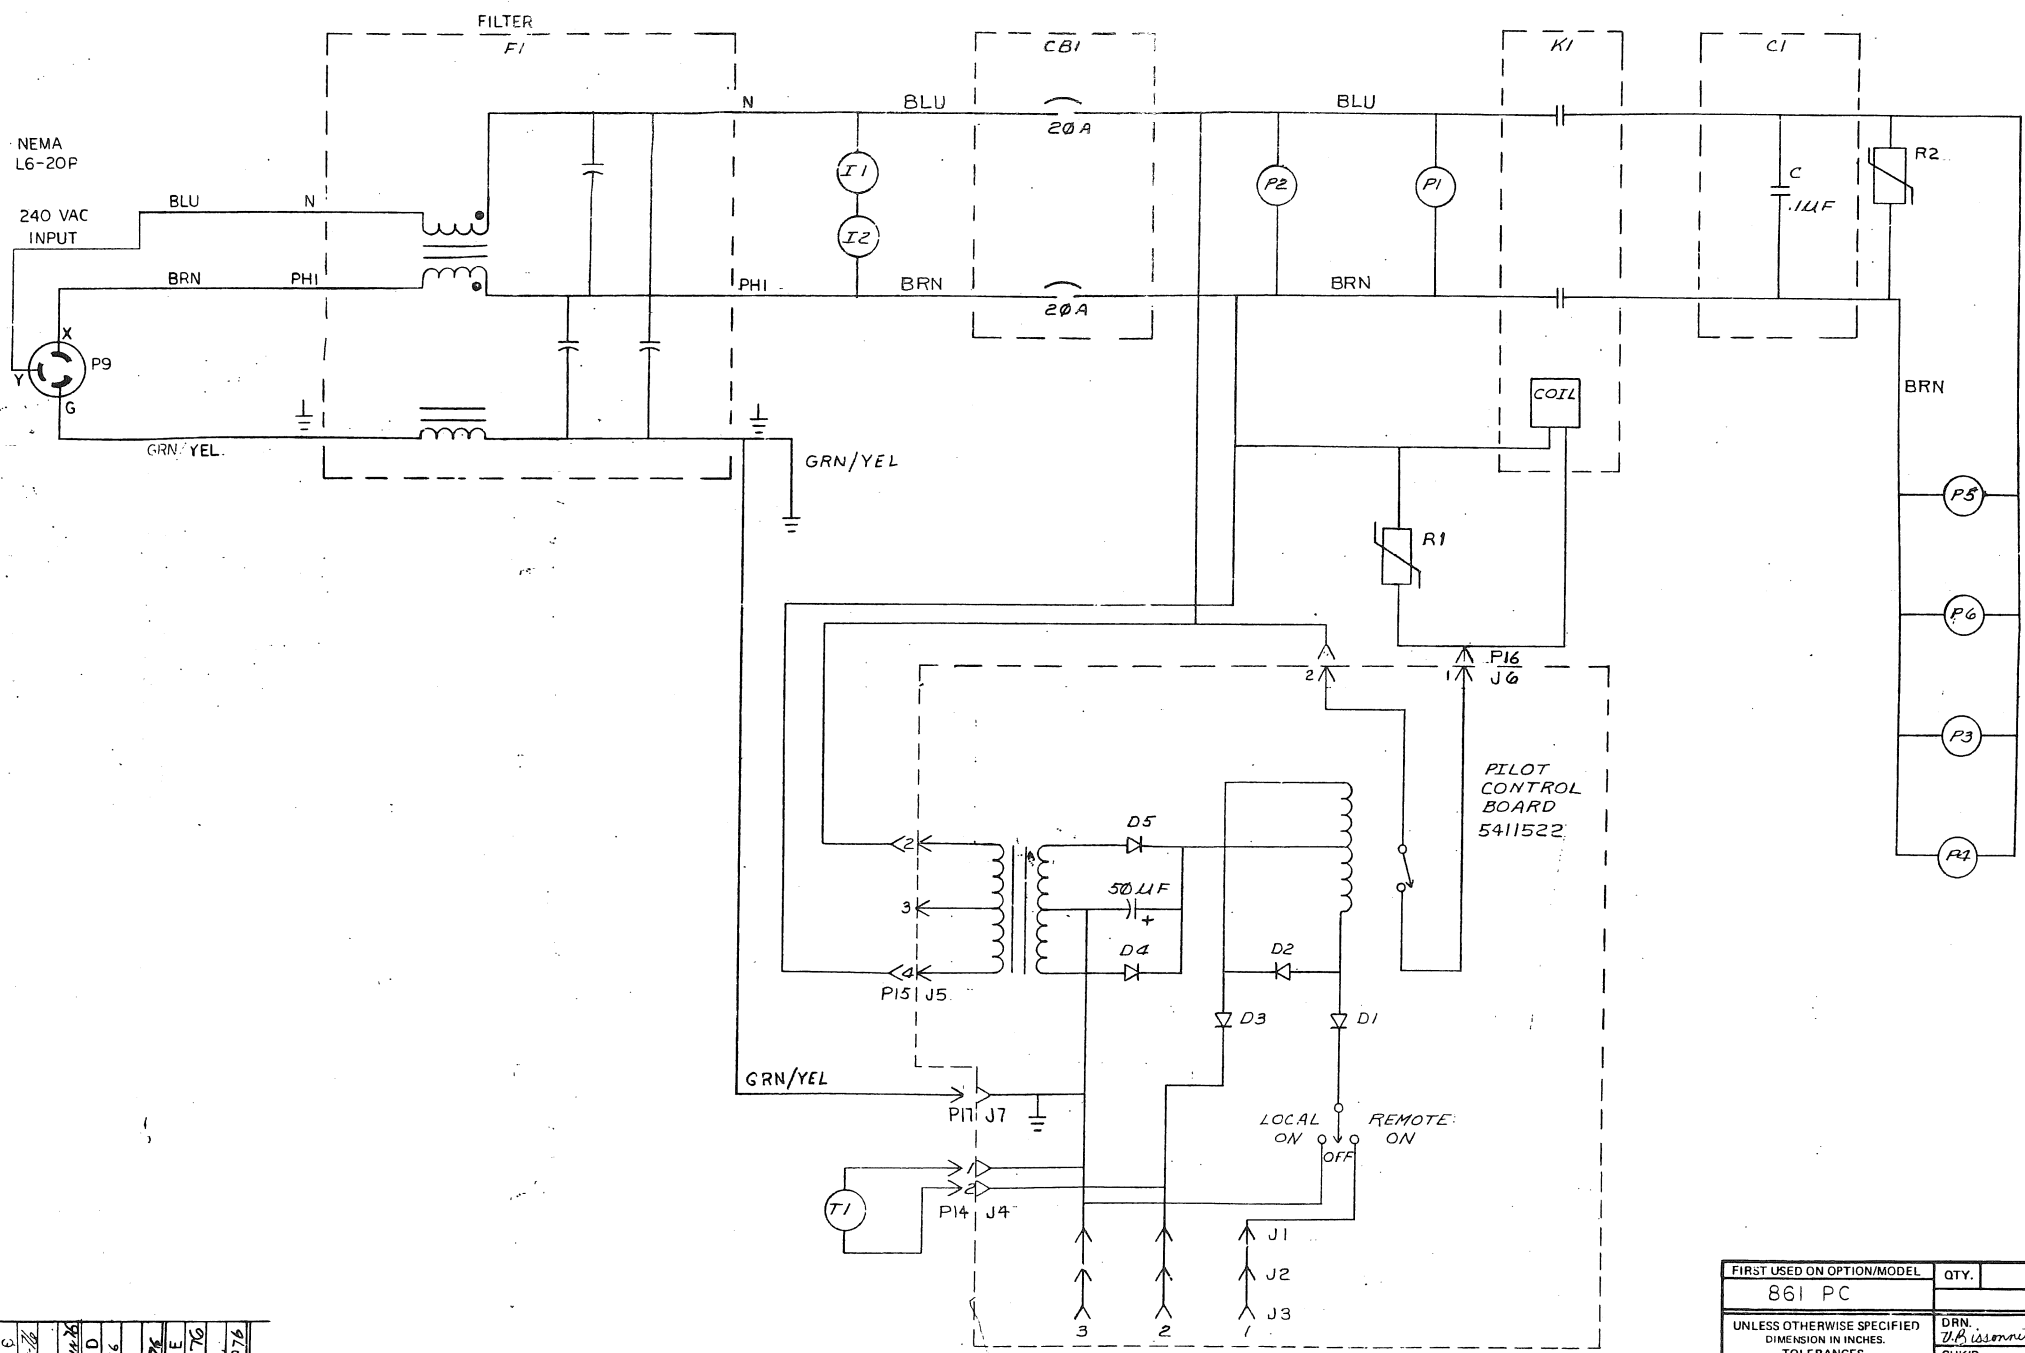 FILTER
F1
CB1
K1
C1
N
BLU
20A
BLU
NEMA
L6-20P
C
.1UF
R2
I1
P2
P1
BLU
N
240 VAC
INPUT
I2
BRN
PH1
PH1
BRN
20A
BRN
X
P9
Y
G
BRN
COIL
GRN/YEL.
GRN/YEL
P5
R1
P6
P16
2
1
J6
P3
PILOT
CONTROL
BOARD
5411522
D5
2
P4
50UF
+
3
D4
D2
4
P15 J5
D3
D1
GRN/YEL
P17 J7
LOCAL
ON
REMOTE
ON
OFF
1
2
T1
P14 J4
J1
J2
J3
3
2
1
FIRST USED ON OPTION/MODEL
QTY.
861 PC
UNLESS OTHERWISE SPECIFIED
DIMENSION IN INCHES.
TOLERANCES
DRN.